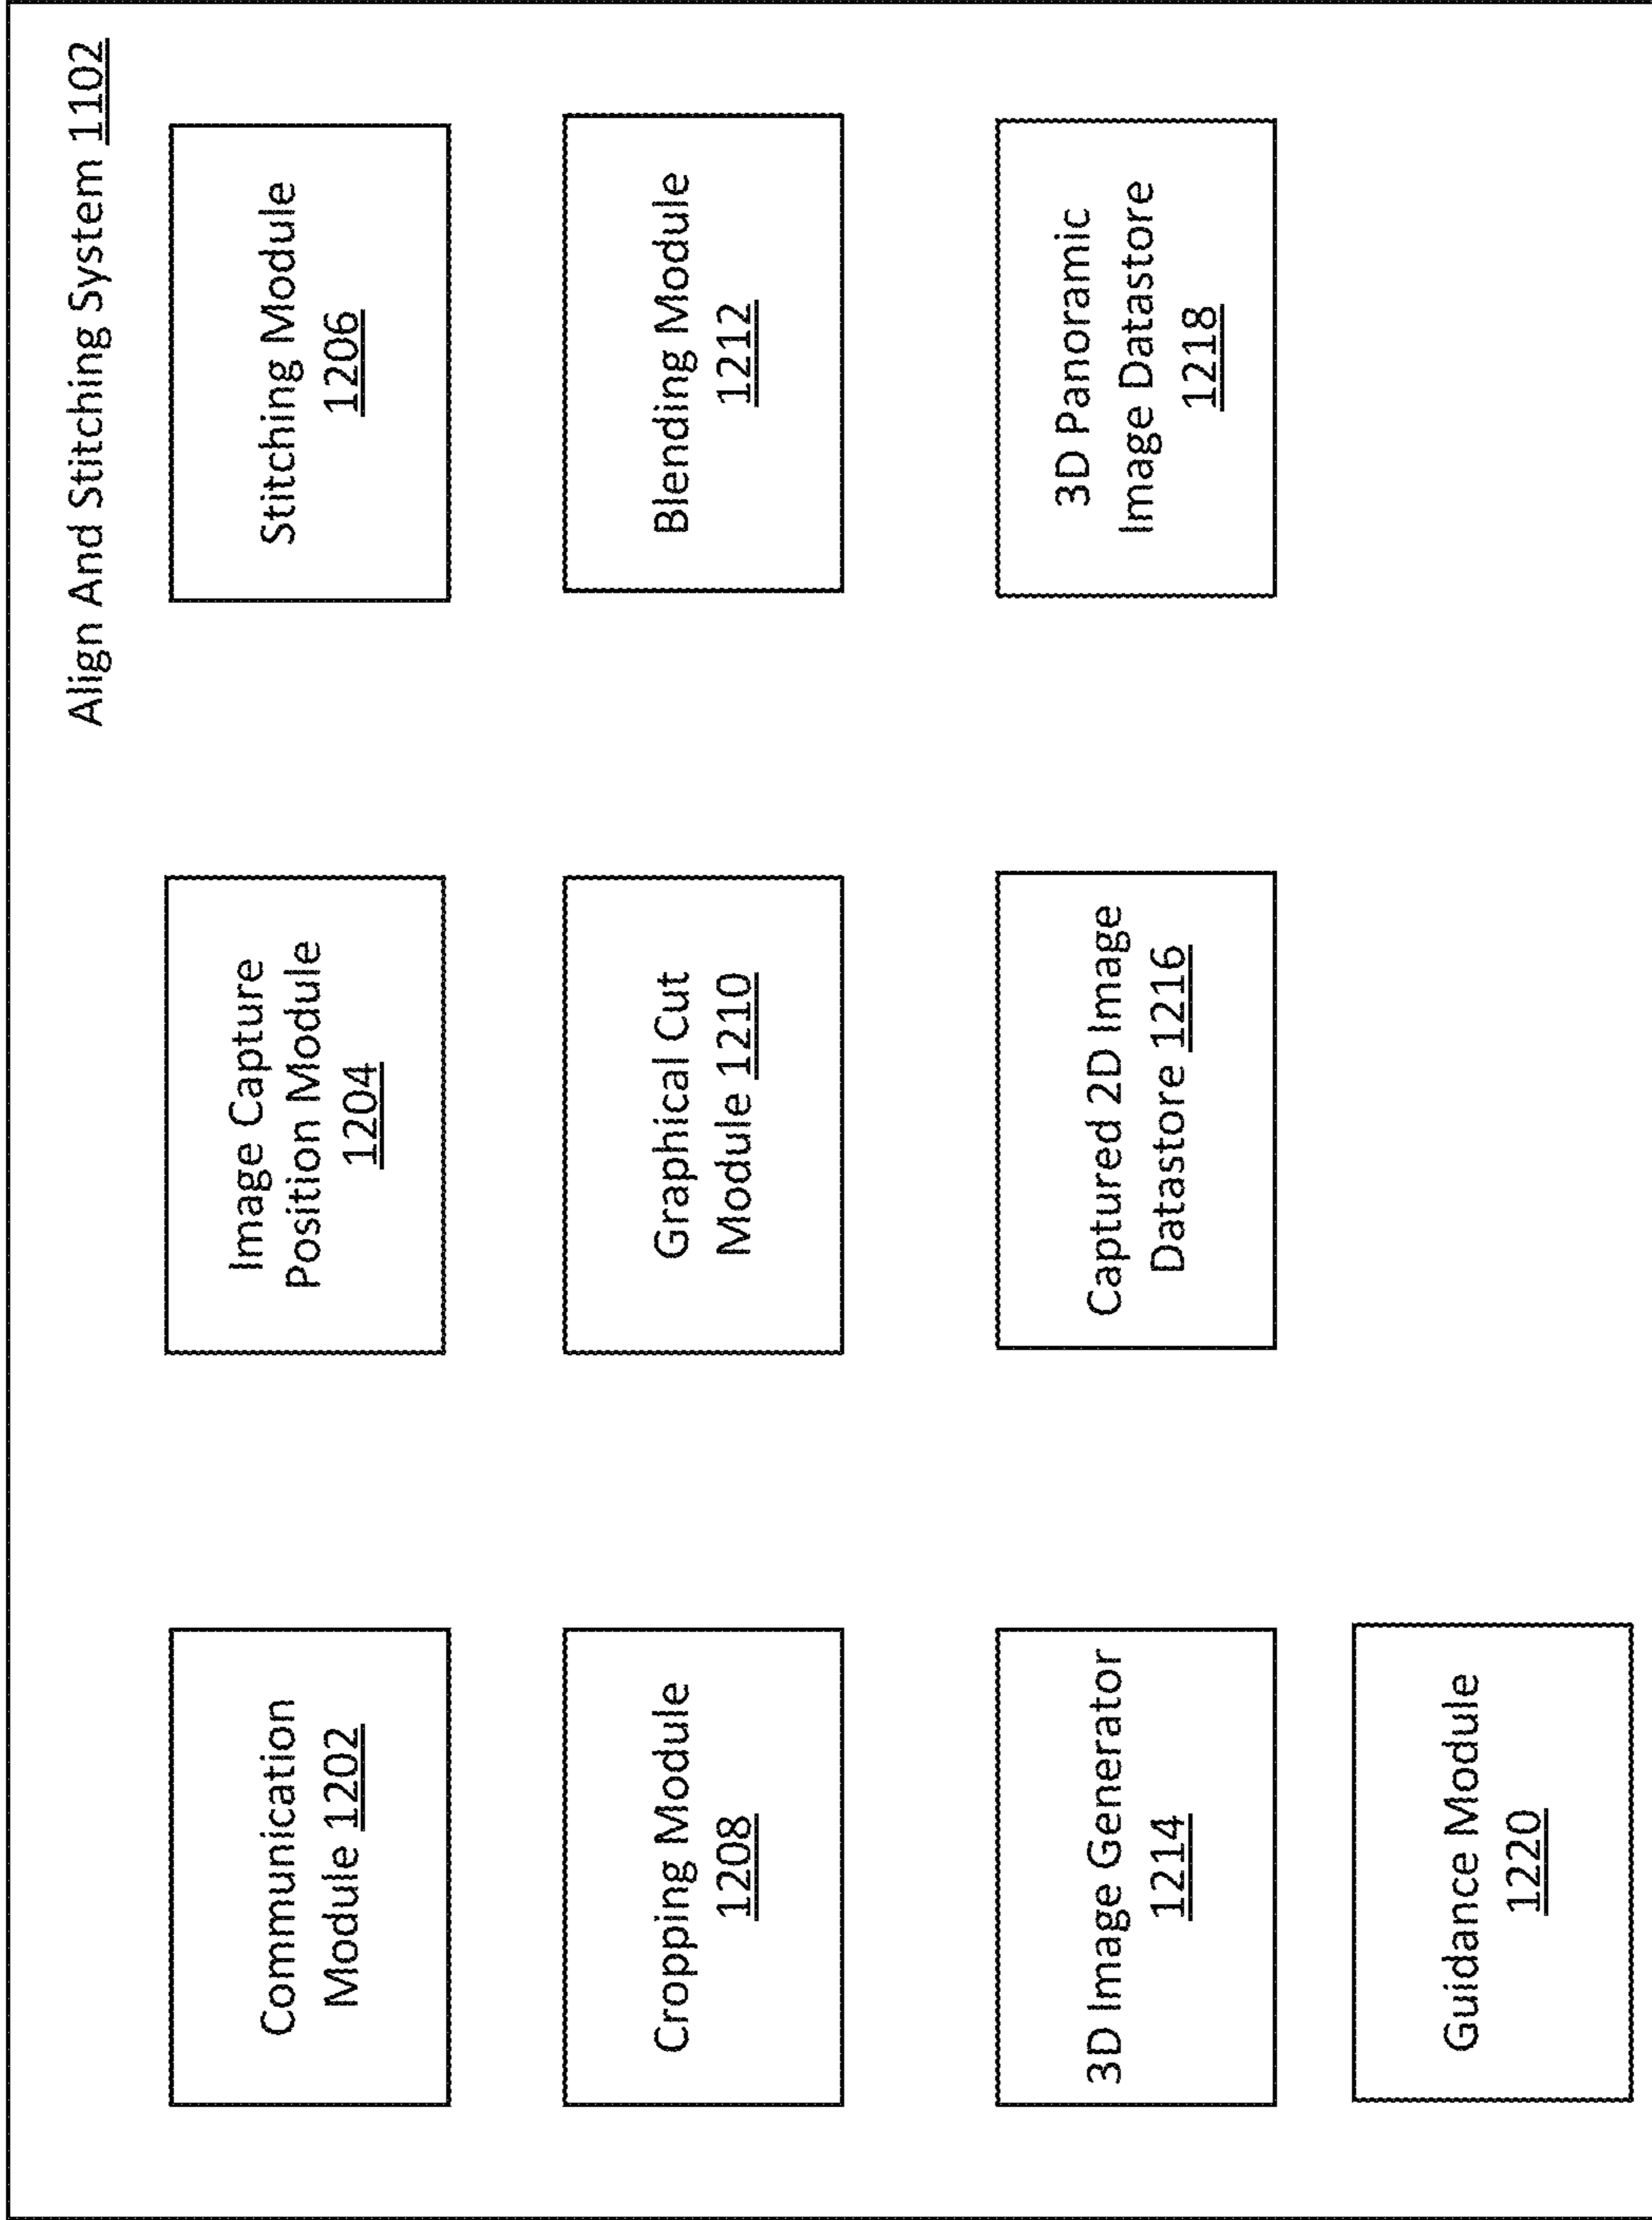 Align And Stitching System 1102
Communication
Module 1202
Image Capture
Position Module
1204
Stitching Module
1206
Cropping Module
1208
Graphical Cut
Module 1210
Blending Module
1212
3D Image Generator
1214
Captured 2D Image
Datastore 1216
3D Panoramic
Image Datastore
1218
Guidance Module
1220